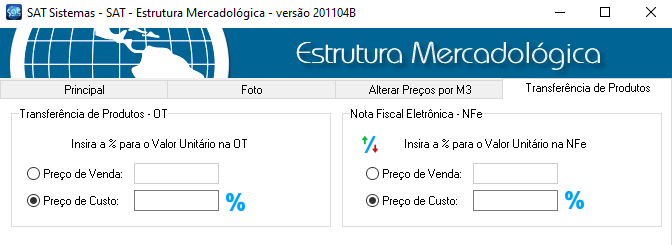 SAT Sistemas - SAT - Estrutura Mercadológica - versão 201104B
Estrutura Mercadológica
Principal
Foto
Alterar Preços por M3
Transferência de Produtos
Transferência de Produtos - OT
Insira a % para o Valor Unitário na OT
Preço de Venda:
Preço de Custo:
%
Nota Fiscal Eletrônica - NFe
Insira a % para o Valor Unitário na NFe
Preço de Venda:
Preço de Custo:
%